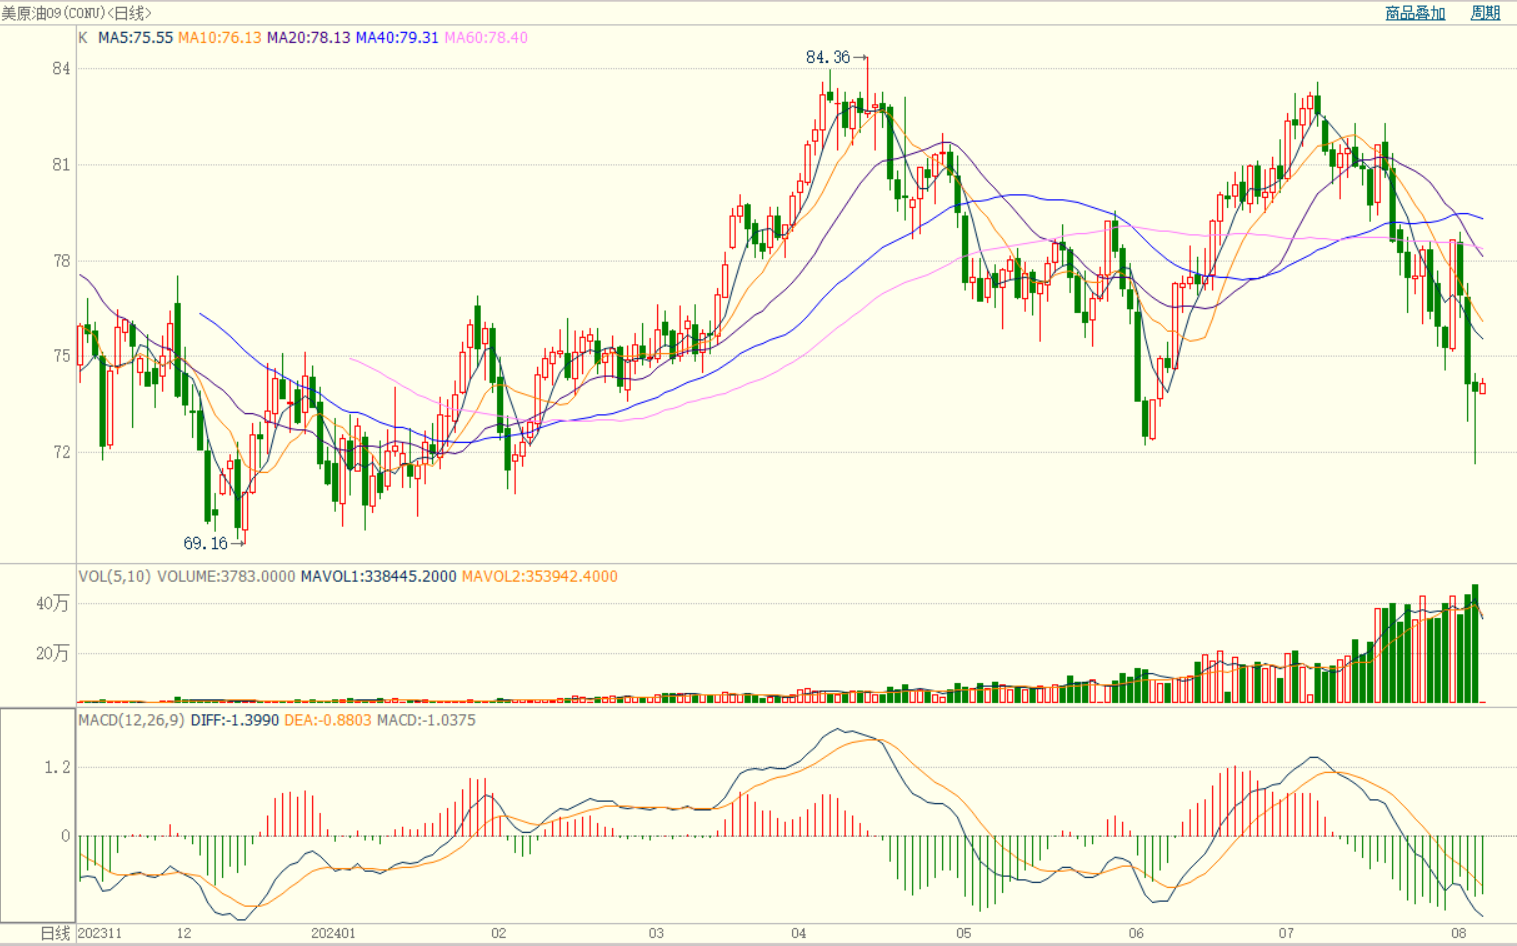 美原油09(CONU)<日线> 商品叠加 周期
K MA5:75.55 MA10:76.13 MA20:78.13 MA40:79.31 MA60:78.40
84.36→
84
81
78
75
72
69.16→
VOL(5,10) VOLUME:3783.0000 MAVOL1:338445.2000 MAVOL2:353942.4000
40万
20万
MACD(12,26,9) DIFF:-1.3990 DEA:-0.8803 MACD:-1.0375
1.2
0
日线 202311 12 202401 02 03 04 05 06 07 08